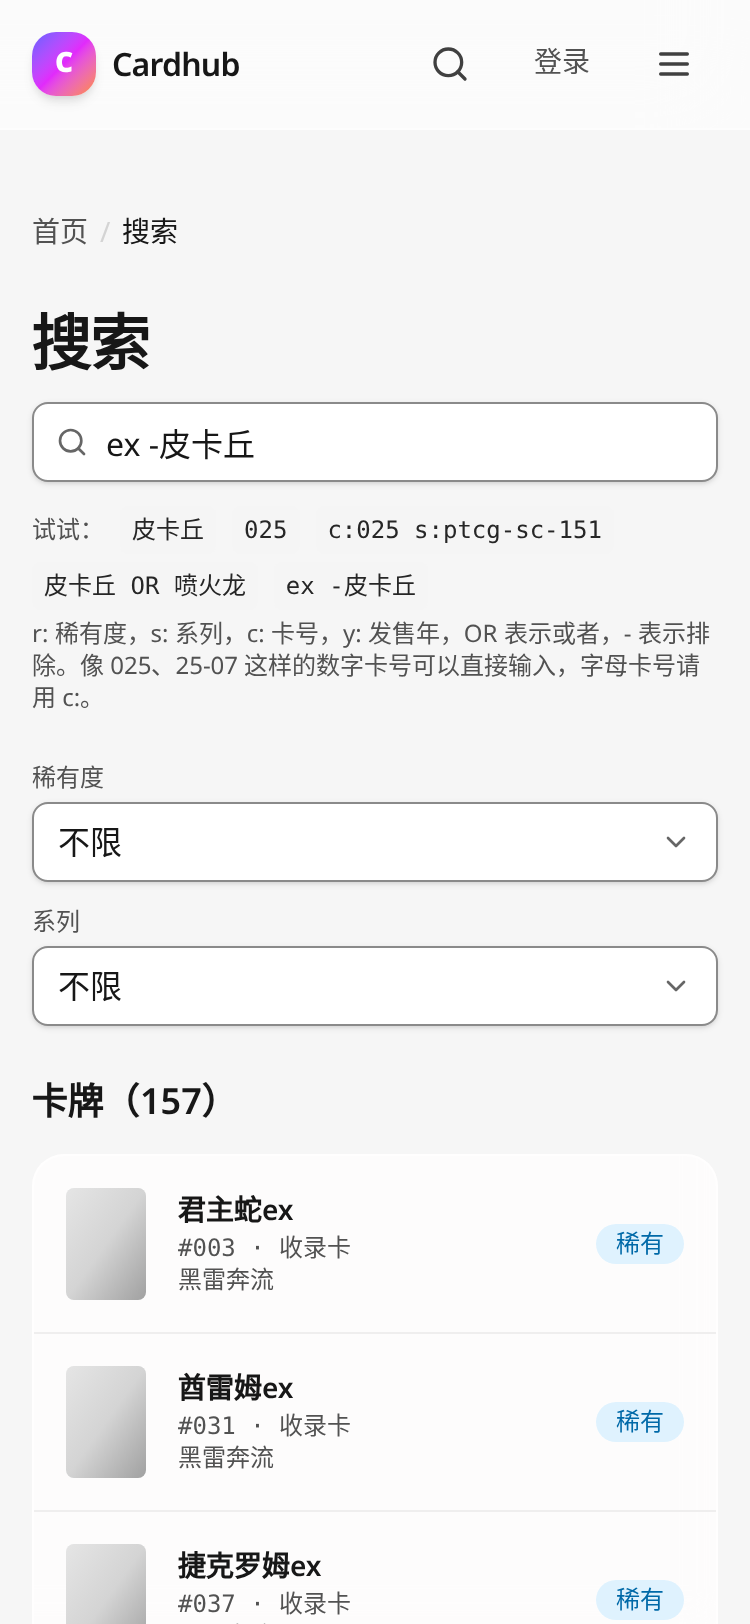 C Cardhub 登录
首页 / 搜索
搜索
ex -皮卡丘
试试： 皮卡丘 025 c:025 s:ptcg-sc-151
皮卡丘 OR 喷火龙 ex -皮卡丘
r: 稀有度，s: 系列，c: 卡号，y: 发售年，OR 表示或者，- 表示排
除。像 025、25-07 这样的数字卡号可以直接输入，字母卡号请
用 c:。
稀有度
不限
系列
不限
卡牌（157）
君主蛇ex
#003 · 收录卡
黑雷奔流
稀有
酋雷姆ex
#031 · 收录卡
黑雷奔流
稀有
捷克罗姆ex
#037 · 收录卡
稀有